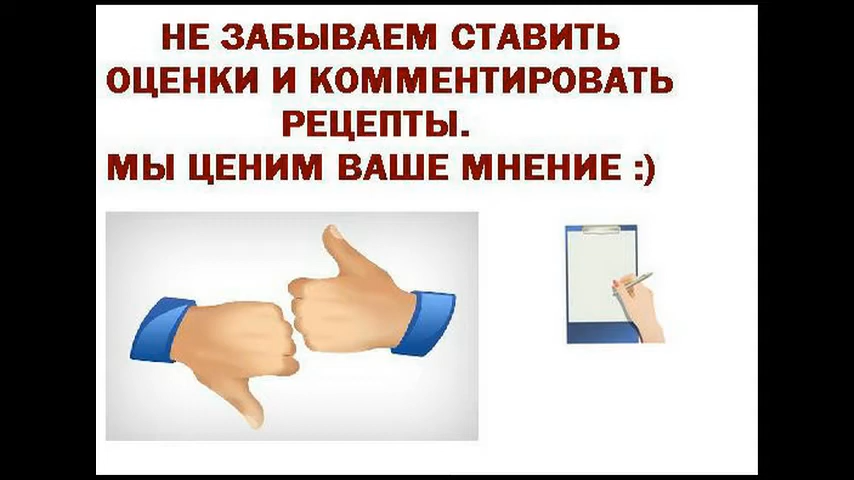 НЕ ЗАБЫВАЕМ СТАВИТЬ
ОЦЕНКИ И КОММЕНТИРОВАТЬ
РЕЦЕПТЫ.
МЫ ЦЕНИМ ВАШЕ МНЕНИЕ :)